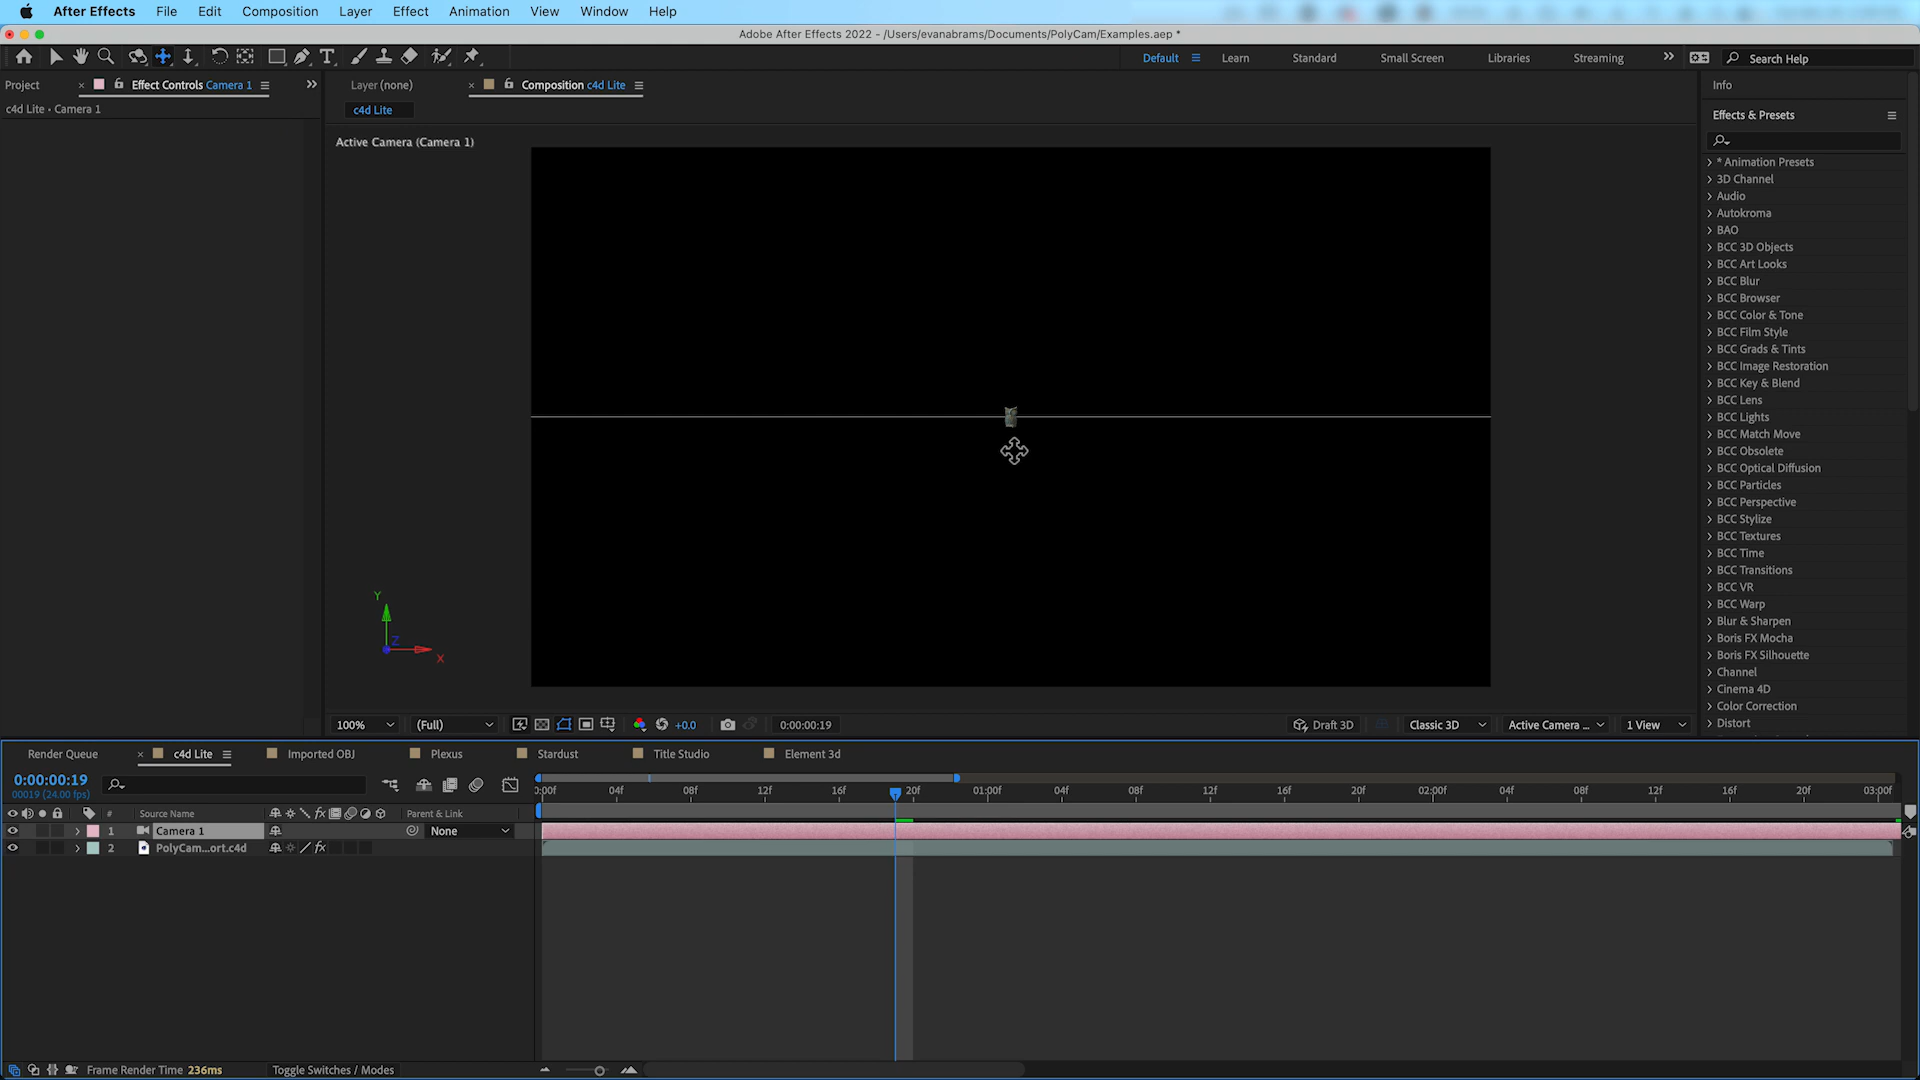 After Effects File Edit Composition Layer Effect Animation View Window Help
Adobe After Effects 2022 - /Users/evanabrams/Documents/PolyCam/Examples.aep *
Default Learn Standard Small Screen Libraries Streaming Search Help
Project Effect Controls Camera 1
c4d Lite • Camera 1
Layer (none) Composition c4d Lite
c4d Lite
Active Camera (Camera 1)
Y
Z
X
100% (Full) +0.0 0:00:00:19 Draft 3D Classic 3D Active Camera ... 1 View
Info
Effects & Presets
* Animation Presets
3D Channel
Audio
Autokroma
BAO
BCC 3D Objects
BCC Art Looks
BCC Blur
BCC Browser
BCC Color & Tone
BCC Film Style
BCC Grads & Tints
BCC Image Restoration
BCC Key & Blend
BCC Lens
BCC Lights
BCC Match Move
BCC Obsolete
BCC Optical Diffusion
BCC Particles
BCC Perspective
BCC Stylize
BCC Textures
BCC Time
BCC Transitions
BCC VR
BCC Warp
Blur & Sharpen
Boris FX Mocha
Boris FX Silhouette
Channel
Cinema 4D
Color Correction
Distort
Render Queue c4d Lite Imported OBJ Plexus Stardust Title Studio Element 3d
0:00:00:19
00019 (24.00 fps)
:00f 04f 08f 12f 16f 20f 01:00f 04f 08f 12f 16f 20f 02:00f 04f 08f 12f 16f 20f 03:00f
# Source Name fx Parent & Link
1 Camera 1 None
2 PolyCam...ort.c4d fx
Frame Render Time 236ms Toggle Switches / Modes